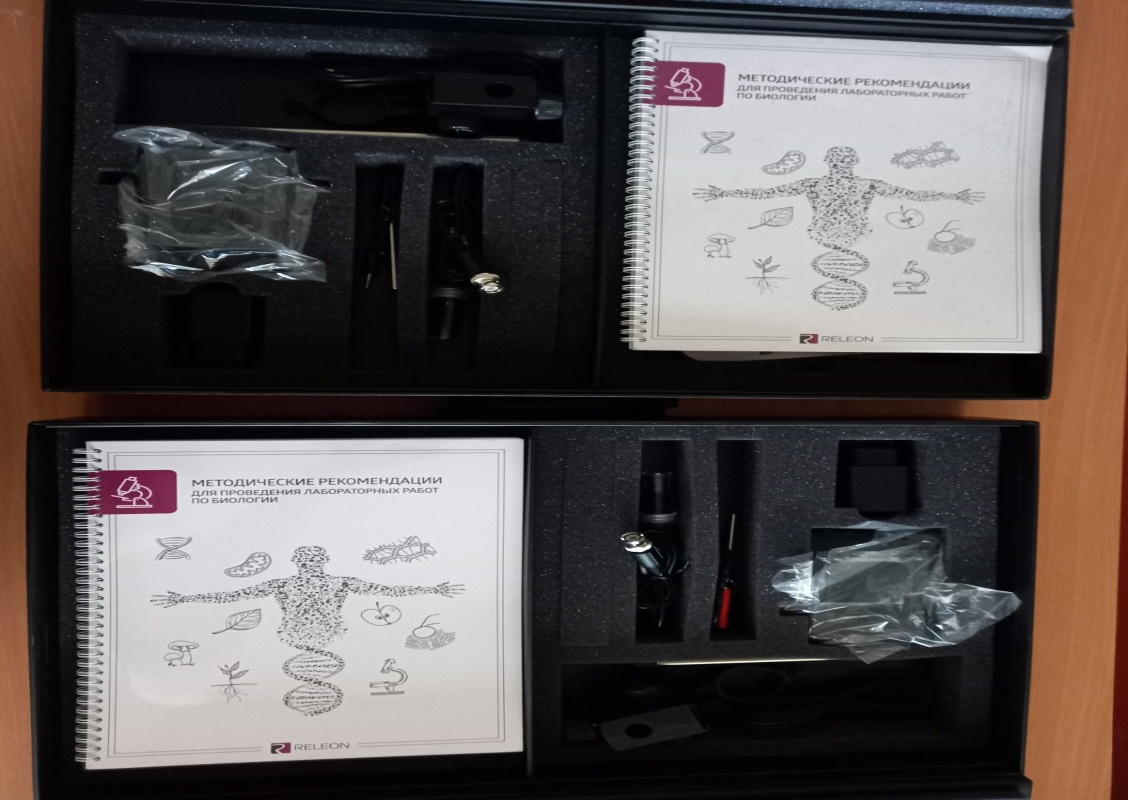 МЕТОДИЧЕСКИЕ РЕКОМЕНДАЦИИ
ДЛЯ ПРОВЕДЕНИЯ ЛАБОРАТОРНЫХ РАБОТ
ПО БИОЛОГИИ
RELEON
МЕТОДИЧЕСКИЕ РЕКОМЕНДАЦИИ
ДЛЯ ПРОВЕДЕНИЯ ЛАБОРАТОРНЫХ РАБОТ
ПО БИОЛОГИИ
RELEON